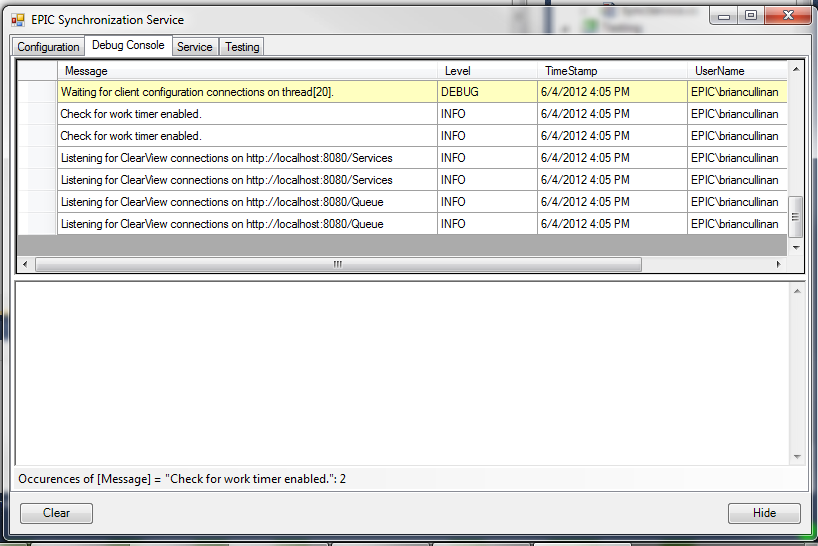 EPIC Synchronization Service
Configuration Debug Console Service Testing
Message Level TimeStamp UserName
Waiting for client configuration connections on thread[20]. DEBUG 6/4/2012 4:05 PM EPIC\briancullinan
Check for work timer enabled. INFO 6/4/2012 4:05 PM EPIC\briancullinan
Check for work timer enabled. INFO 6/4/2012 4:05 PM EPIC\briancullinan
Listening for ClearView connections on http://localhost:8080/Services INFO 6/4/2012 4:05 PM EPIC\briancullinan
Listening for ClearView connections on http://localhost:8080/Services INFO 6/4/2012 4:05 PM EPIC\briancullinan
Listening for ClearView connections on http://localhost:8080/Queue INFO 6/4/2012 4:05 PM EPIC\briancullinan
Listening for ClearView connections on http://localhost:8080/Queue INFO 6/4/2012 4:05 PM EPIC\briancullinan
Occurences of [Message] = "Check for work timer enabled.": 2
Clear Hide